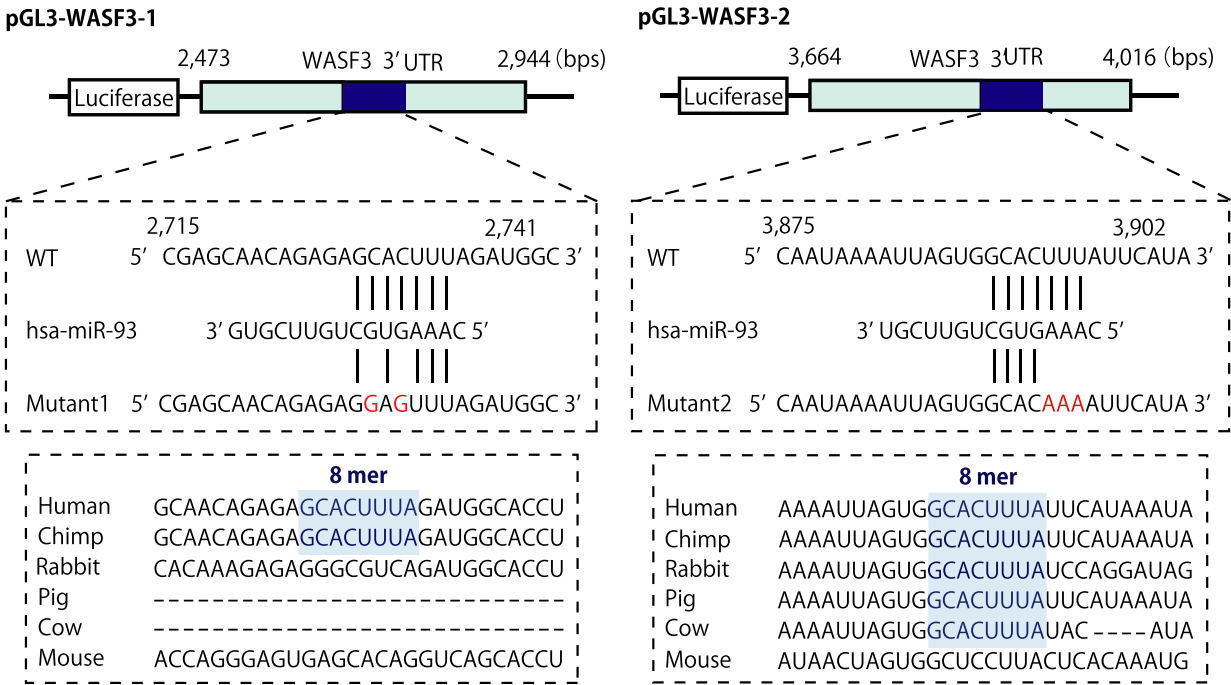 pGL3-WASF3-1
2,473 WASF3 3′ UTR 2,944 (bps)
Luciferase
2,715 2,741
WT 5′ CGAGCAACAGAGAGCACUUUAGAUGGC 3′
hsa-miR-93 3′ GUGCUUGUCGUGAAAC 5′
Mutant1 5′ CGAGCAACAGAGAGGAGUUUAGAUGGC 3′
8 mer
Human GCAACAGAGAGCACUUUAGAUGGCACCU
Chimp GCAACAGAGAGCACUUUAGAUGGCACCU
Rabbit CACAAAGAGAGGGCGUCAGAUGGCACCU
Pig ----------------------------
Cow ----------------------------
Mouse ACCAGGGAGUGAGCACAGGUCAGCACCU
pGL3-WASF3-2
3,664 WASF3 3′UTR 4,016 (bps)
Luciferase
3,875 3,902
WT 5′ CAAUAAAAUUAGUGGCACUUUAUUCAUA 3′
hsa-miR-93 3′ UGCUUGUCGUGAAAC 5′
Mutant2 5′ CAAUAAAAUUAGUGGCACAAAAUUCAUA 3′
8 mer
Human AAAAUUAGUGGCACUUUAUUCAUAAAUA
Chimp AAAAUUAGUGGCACUUUAUUCAUAAAUA
Rabbit AAAAUUAGUGGCACUUUAUCCAGGAUAG
Pig AAAAUUAGUGGCACUUUAUUCAUAAAUA
Cow AAAAUUAGUGGCACUUUAUAC----AUA
Mouse AUAACUAGUGGCUCCUUACUCACAAAUG